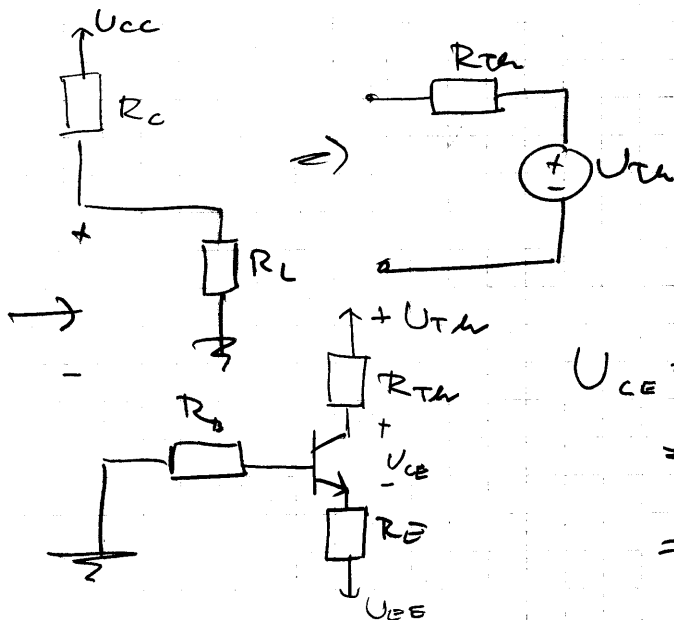 UCC
RC
+
RL
-
⇒
RTh
+
-
UTh
+ UTh
RTh
RB
+
UCE
-
RE
UEE
UCE =
=
=